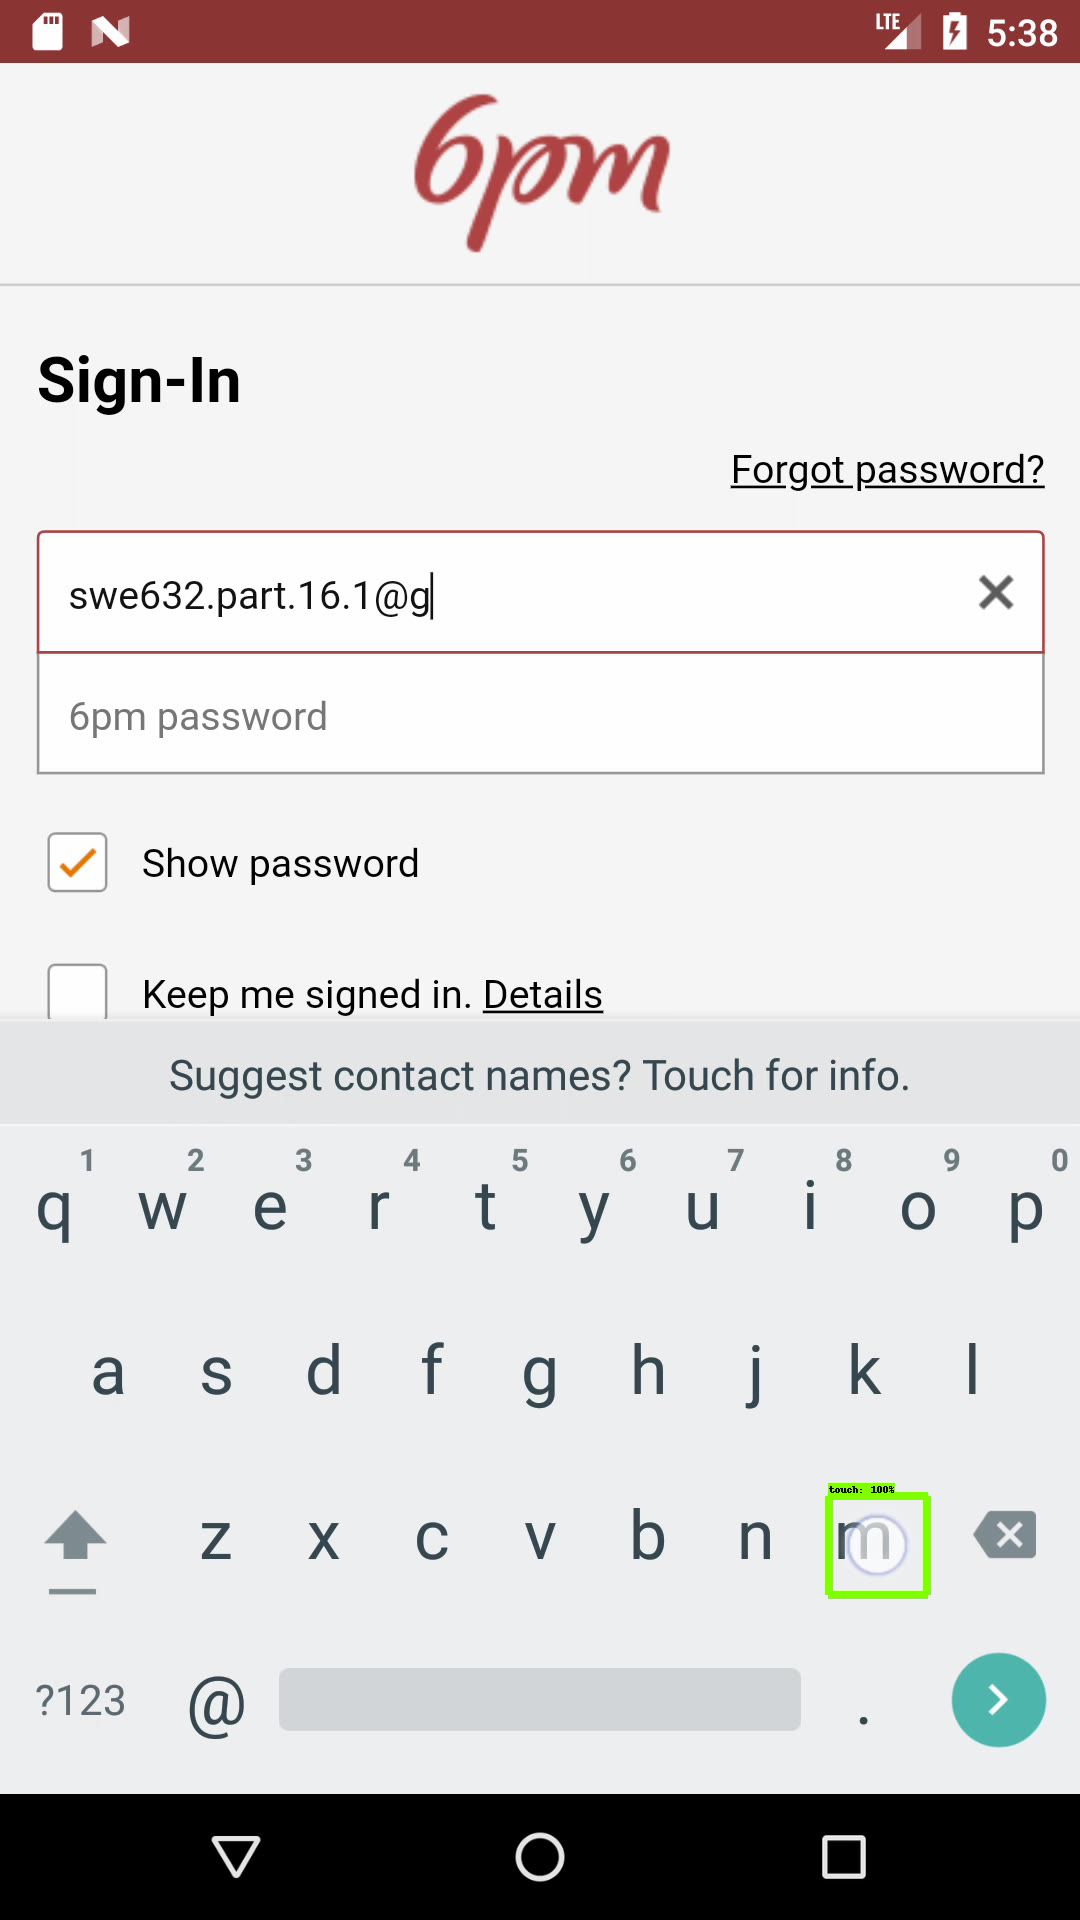 LTE 5:38
6pm
Sign-In
Forgot password?
swe632.part.16.1@g
6pm password
Show password
Keep me signed in. Details
Suggest contact names? Touch for info.
1 2 3 4 5 6 7 8 9 0
q w e r t y u i o p
a s d f g h j k l
touch: 100%
z x c v b n m
?123 @ .